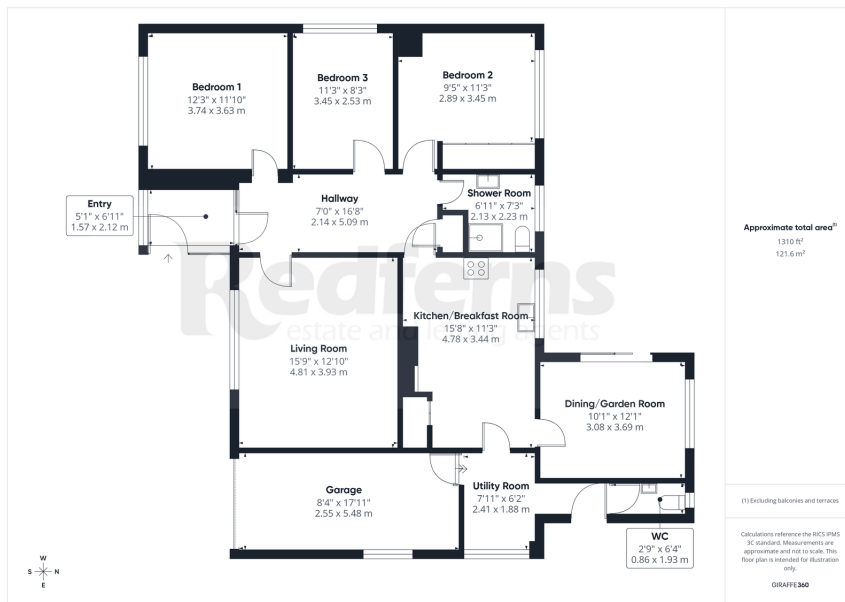 Bedroom 1
12'3" x 11'10"
3.74 x 3.63 m
Bedroom 3
11'3" x 8'3"
3.45 x 2.53 m
Bedroom 2
9'5" x 11'3"
2.89 x 3.45 m
Entry
5'1" x 6'11"
1.57 x 2.12 m
Hallway
7'0" x 16'8"
2.14 x 5.09 m
Shower Room
6'11" x 7'3"
2.13 x 2.23 m
Redferns
estate and letting agents
Kitchen/Breakfast Room
15'8" x 11'3"
4.78 x 3.44 m
Living Room
15'9" x 12'10"
4.81 x 3.93 m
Dining/Garden Room
10'1" x 12'1"
3.08 x 3.69 m
Garage
8'4" x 17'11"
2.55 x 5.48 m
Utility Room
7'11" x 6'2"
2.41 x 1.88 m
WC
2'9" x 6'4"
0.86 x 1.93 m
W
S N
E
Approximate total area(1)
1310 ft²
121.6 m²
(1) Excluding balconies and terraces
Calculations reference the RICS IPMS
3C standard. Measurements are
approximate and not to scale. This
floor plan is intended for illustration
only.
GIRAFFE360